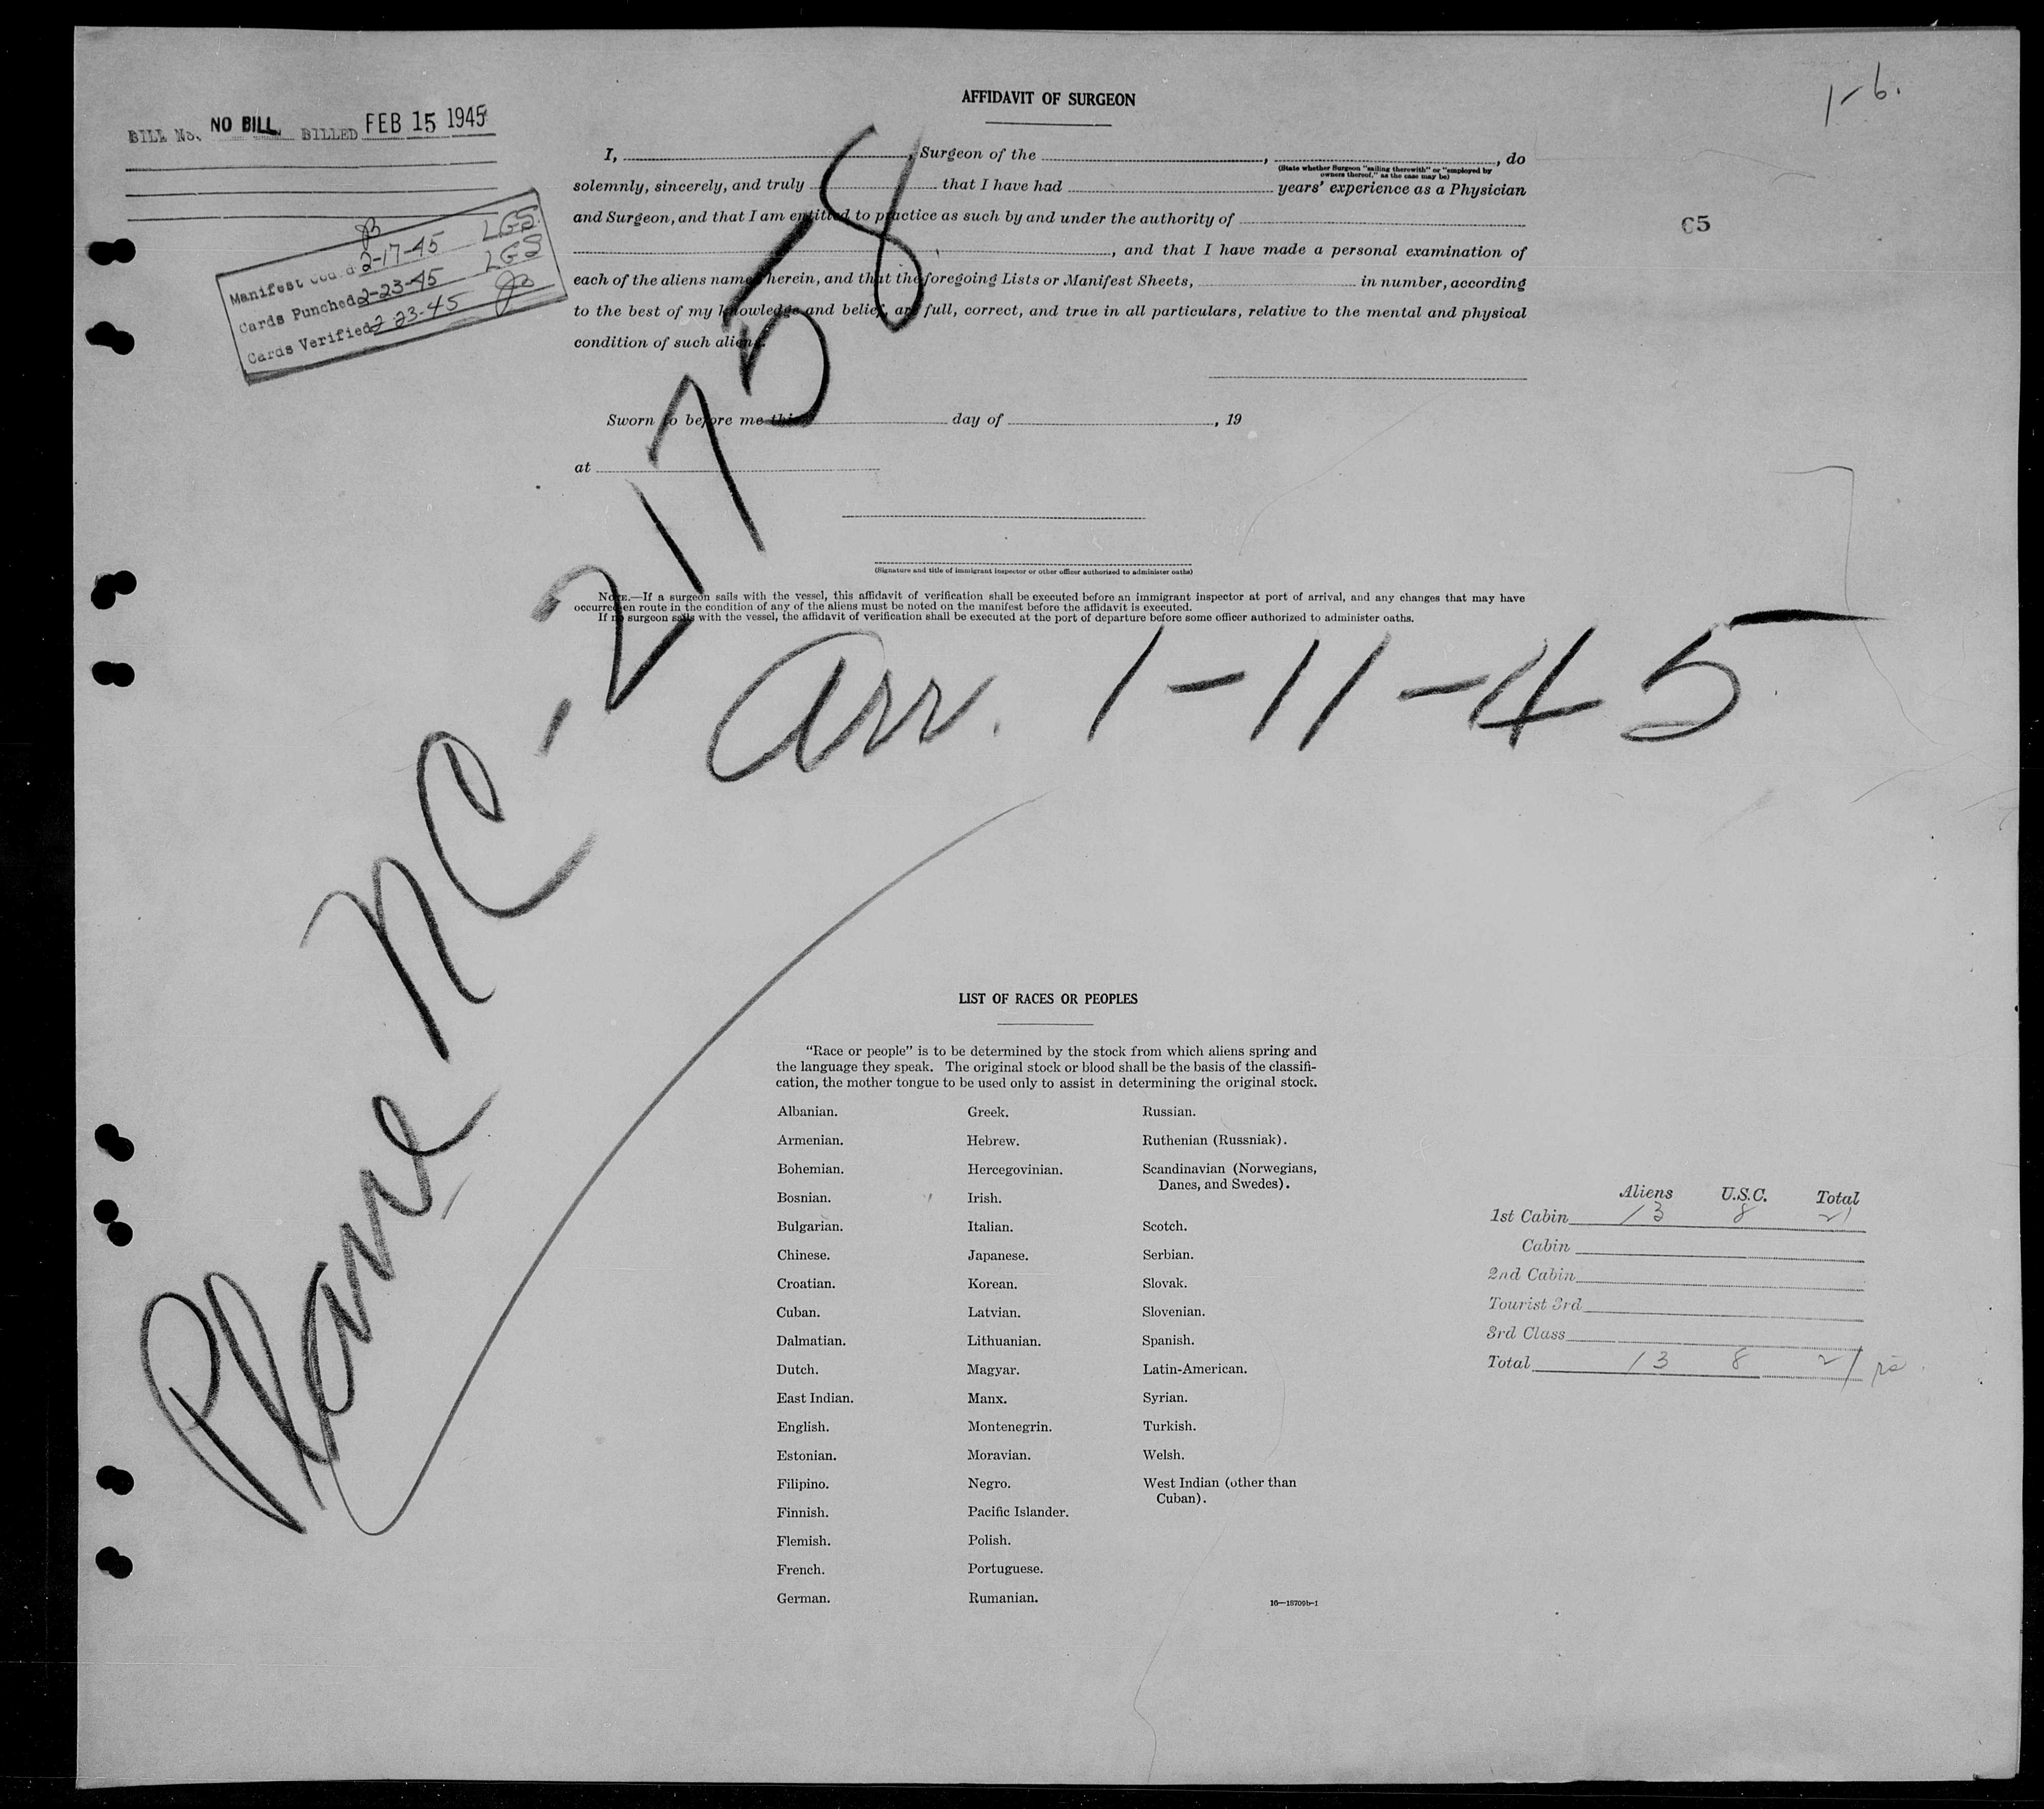 AFFIDAVIT OF SURGEON
1-6.
BILL No. NO BILL BILLED FEB 15 1945
I, , Surgeon of the , , do
(State whether Surgeon "sailing therewith" or "employed by
owners thereof," as the case may be)
solemnly, sincerely, and truly that I have had years' experience as a Physician
and Surgeon, and that I am entitled to practice as such by and under the authority of
C5
, and that I have made a personal examination of
each of the aliens named herein, and that the foregoing Lists or Manifest Sheets, in number, according
to the best of my knowledge and belief, are full, correct, and true in all particulars, relative to the mental and physical
condition of such aliens.
Manifest 2-17-45 LGS
Cards Punched 2-23-45 LGS
Cards Verified 2-23-45
Sworn to before me this day of , 19
at
(Signature and title of immigrant inspector or other officer authorized to administer oaths)
NOTE.—If a surgeon sails with the vessel, this affidavit of verification shall be executed before an immigrant inspector at port of arrival, and any changes that may have
occurred en route in the condition of any of the aliens must be noted on the manifest before the affidavit is executed.
If no surgeon sails with the vessel, the affidavit of verification shall be executed at the port of departure before some officer authorized to administer oaths.
Plane NC-21758
Arr. 1-11-45
LIST OF RACES OR PEOPLES
"Race or people" is to be determined by the stock from which aliens spring and
the language they speak. The original stock or blood shall be the basis of the classifi-
cation, the mother tongue to be used only to assist in determining the original stock.
Albanian.
Armenian.
Bohemian.
Bosnian.
Bulgarian.
Chinese.
Croatian.
Cuban.
Dalmatian.
Dutch.
East Indian.
English.
Estonian.
Filipino.
Finnish.
Flemish.
French.
German.
Greek.
Hebrew.
Hercegovinian.
Irish.
Italian.
Japanese.
Korean.
Latvian.
Lithuanian.
Magyar.
Manx.
Montenegrin.
Moravian.
Negro.
Pacific Islander.
Polish.
Portuguese.
Rumanian.
Russian.
Ruthenian (Russniak).
Scandinavian (Norwegians,
Danes, and Swedes).
Scotch.
Serbian.
Slovak.
Slovenian.
Spanish.
Latin-American.
Syrian.
Turkish.
Welsh.
West Indian (other than
Cuban).
16—18709b-1
Aliens U.S.C. Total
1st Cabin 13 8 21
Cabin
2nd Cabin
Tourist 3rd
3rd Class
Total 13 8 21